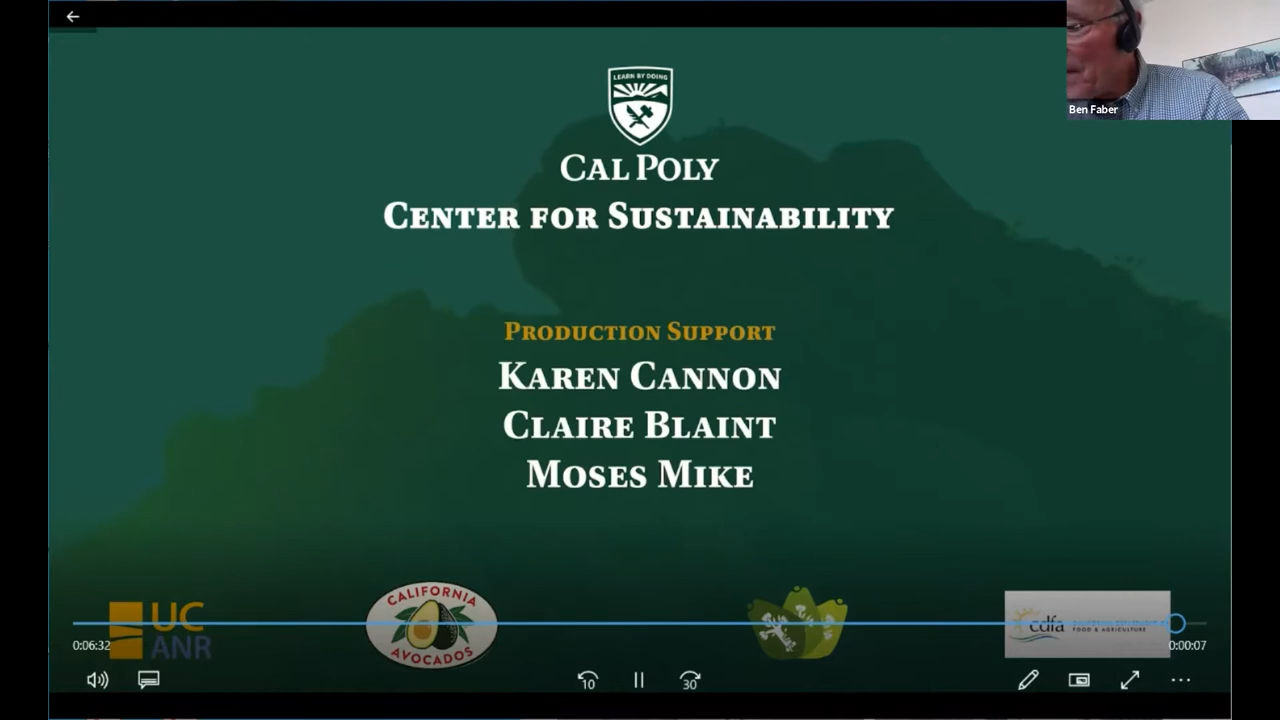 LEARN BY DOING
CAL POLY
CENTER FOR SUSTAINABILITY
Ben Faber
PRODUCTION SUPPORT
KAREN CANNON
CLAIRE BLAINT
MOSES MIKE
UC
ANR
CALIFORNIA
AVOCADOS
cdfa
FOOD & AGRICULTURE
0:06:32
0:00:07
10
30